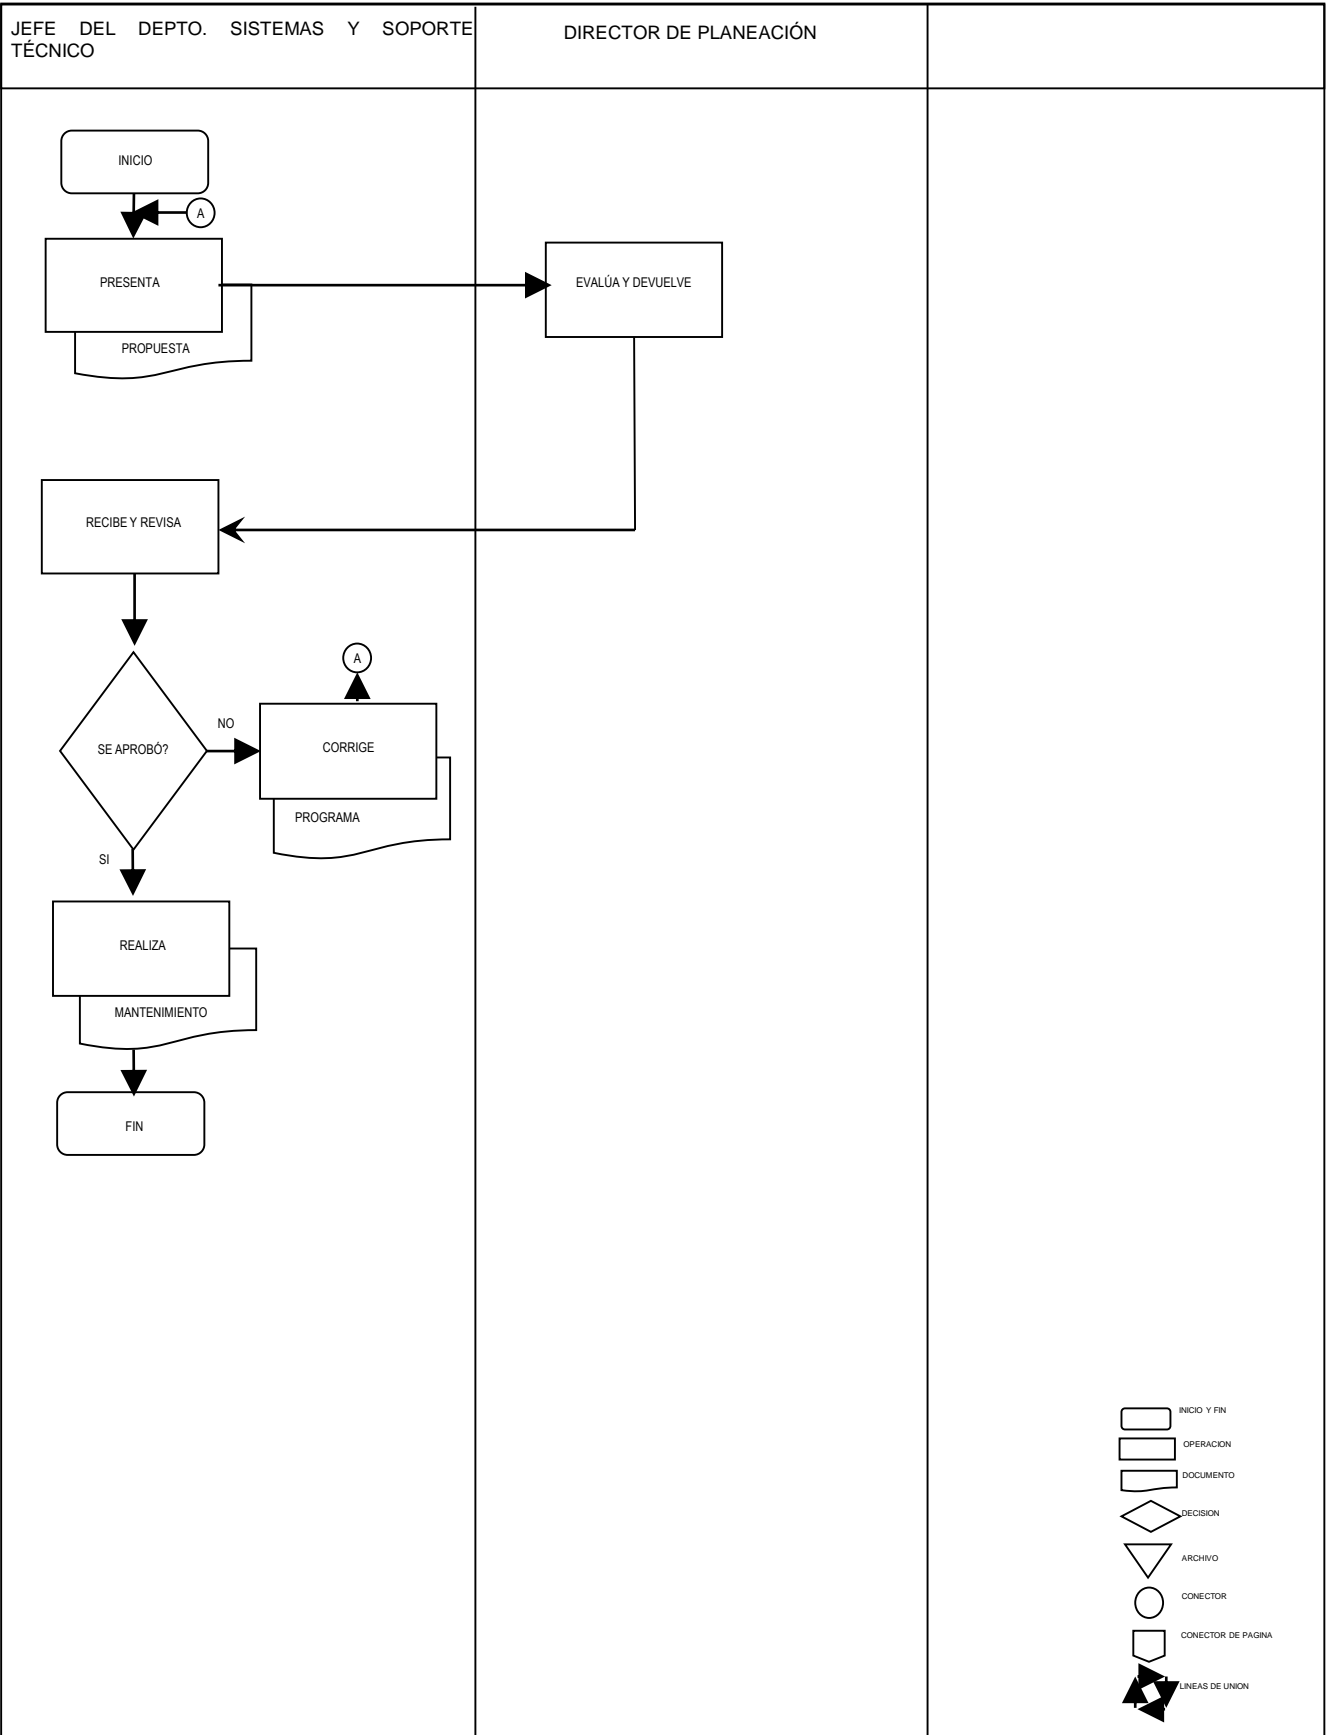 JEFE DEL DEPTO. SISTEMAS Y SOPORTE
TÉCNICO
DIRECTOR DE PLANEACIÓN
INICIO
A
PRESENTA
EVALÚA Y DEVUELVE
PROPUESTA
RECIBE Y REVISA
A
NO
SE APROBÓ?
CORRIGE
PROGRAMA
SI
REALIZA
MANTENIMIENTO
FIN
INICIO Y FIN
OPERACION
DOCUMENTO
DECISION
ARCHIVO
CONECTOR
CONECTOR DE PAGINA
LINEAS DE UNION